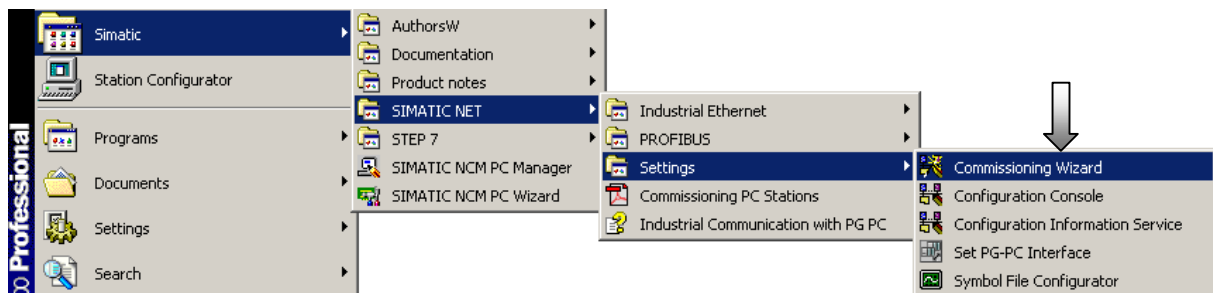 Simatic
Station Configurator
Programs
Documents
Settings
Search
Professional
AuthorsW
Documentation
Product notes
SIMATIC NET
STEP 7
SIMATIC NCM PC Manager
SIMATIC NCM PC Wizard
Industrial Ethernet
PROFIBUS
Settings
Commissioning PC Stations
Industrial Communication with PG PC
Commissioning Wizard
Configuration Console
Configuration Information Service
Set PG-PC Interface
Symbol File Configurator